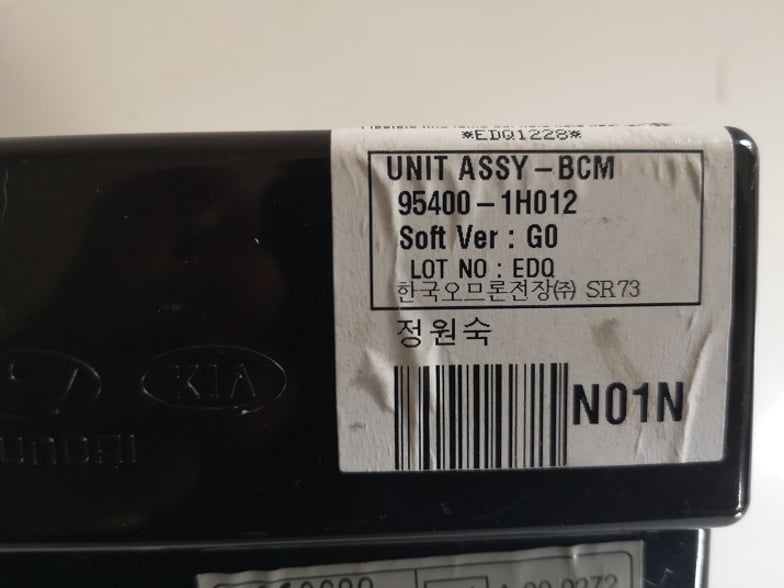 *EDQ1228*
UNIT ASSY-BCM
95400-1H012
Soft Ver : G0
LOT NO : EDQ
한국오므론전장㈜ SR73
정원숙
N01N
KIA